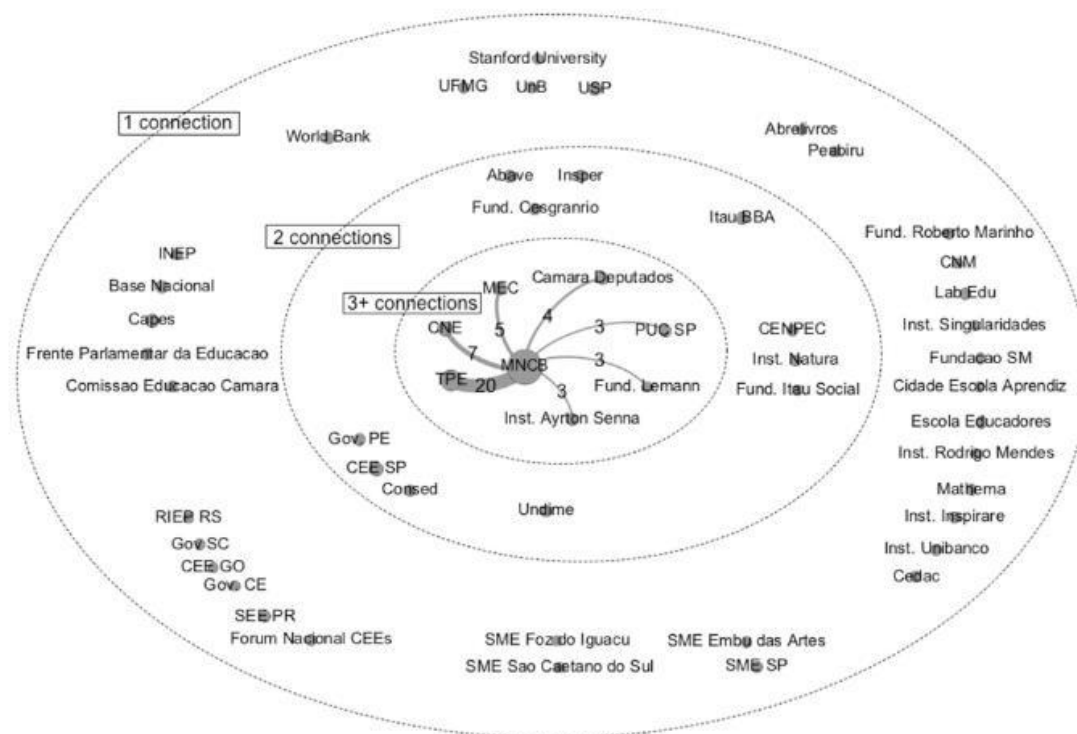 Stanford University
UFMG UnB USP
1 connection
World Bank
Abrelivros
Peabiru
Abave Insper
Fund. Cesgranrio
Itau BBA
2 connections
Fund. Roberto Marinho
INEP
CNM
Base Nacional
Lab Edu
MEC
Camara Deputados
3+ connections
Capes
CNE
4
3
PUC SP
CENPEC
Inst. Singularidades
5
7
Frente Parlamentar da Educacao
MNCB
3
Inst. Natura
Fundacao SM
TPE
20
Comissao Educacao Camara
3
Fund. Lemann
Fund. Itau Social
Cidade Escola Aprendiz
Inst. Ayrton Senna
Escola Educadores
Gov. PE
Inst. Rodrigo Mendes
CEE SP
Consed
Mathema
Undime
RIEP RS
Inst. Inspirare
Gov SC
Inst. Unibanco
CEE GO
Cedac
Gov. CE
SEE PR
Forum Nacional CEEs
SME Foz do Iguacu
SME Embu das Artes
SME Sao Caetano do Sul
SME SP